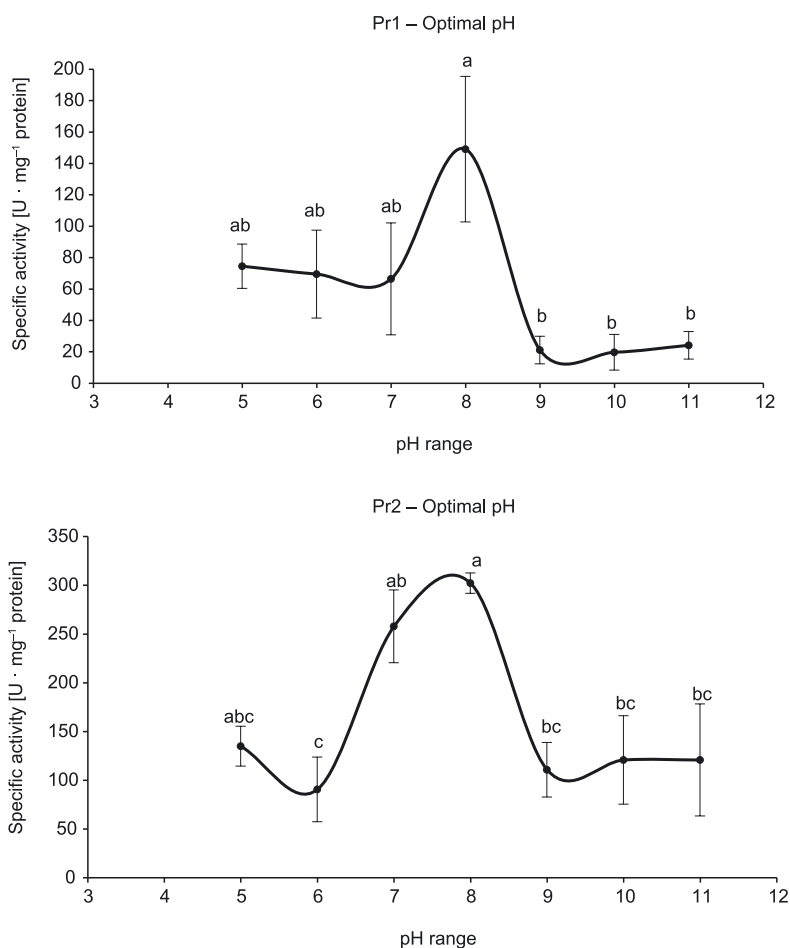 Pr1 – Optimal pH
Specific activity [U · mg⁻¹ protein]
200
180
160
140
120
100
80
60
40
20
0
ab
ab
ab
a
b
b
b
3 4 5 6 7 8 9 10 11 12
pH range
Pr2 – Optimal pH
Specific activity [U · mg⁻¹ protein]
350
300
250
200
150
100
50
0
abc
c
ab
a
bc
bc
bc
3 4 5 6 7 8 9 10 11 12
pH range